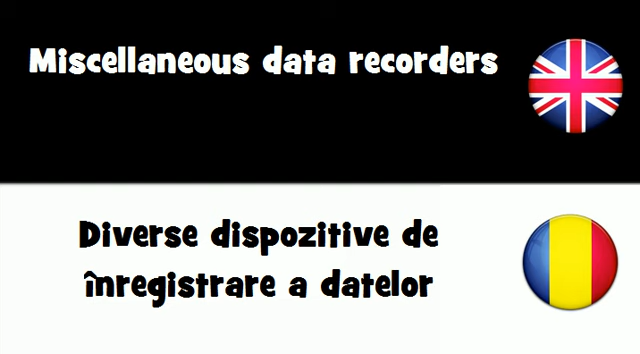 Miscellaneous data recorders
Diverse dispozitive de
înregistrare a datelor